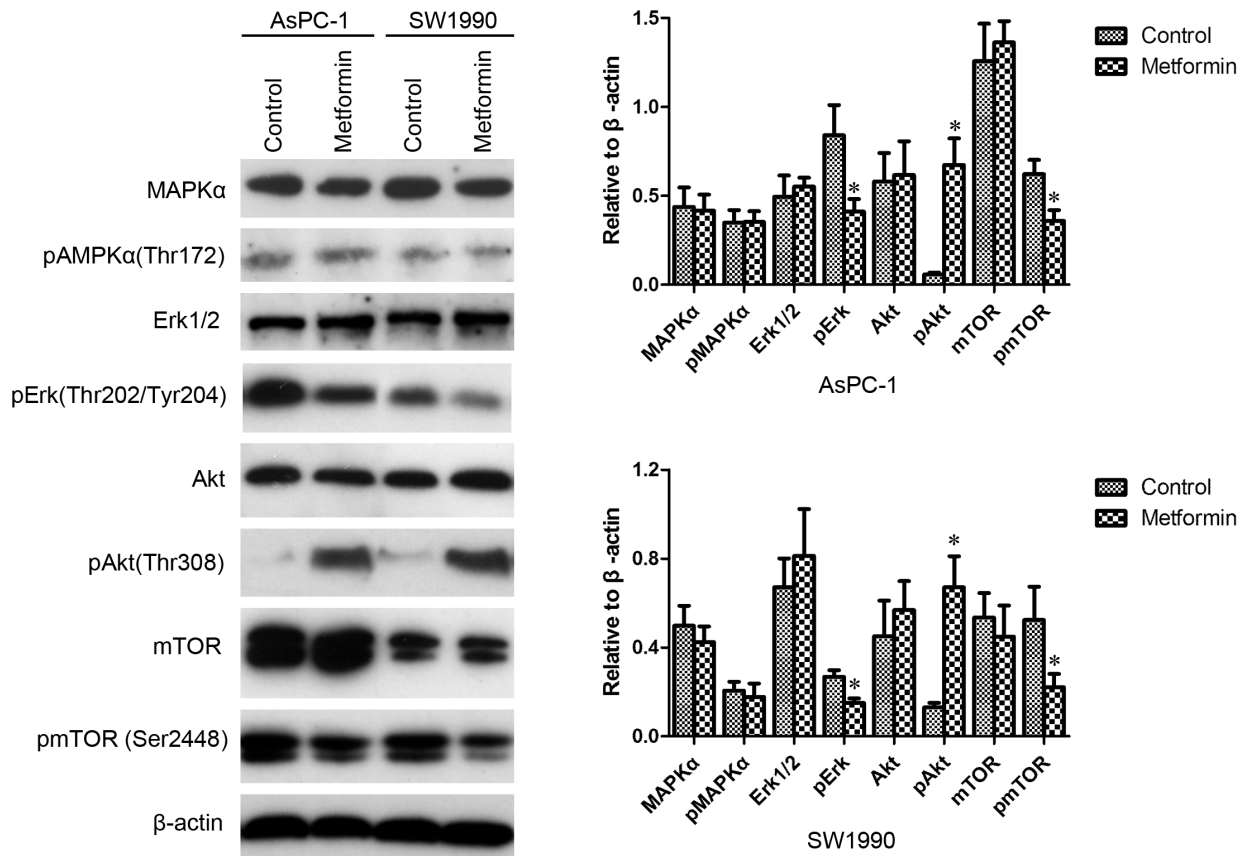 AsPC-1 SW1990
Control Metformin Control Metformin
MAPKα
pAMPKα(Thr172)
Erk1/2
pErk(Thr202/Tyr204)
Akt
pAkt(Thr308)
mTOR
pmTOR (Ser2448)
β-actin
Relative to β -actin
1.5
1.0
0.5
0.0
* * *
Control
Metformin
MAPKα pMAPKα Erk1/2 pErk Akt pAkt mTOR pmTOR
AsPC-1
Relative to β -actin
1.2
0.8
0.4
0.0
* * *
Control
Metformin
MAPKα pMAPKα Erk1/2 pErk Akt pAkt mTOR pmTOR
SW1990